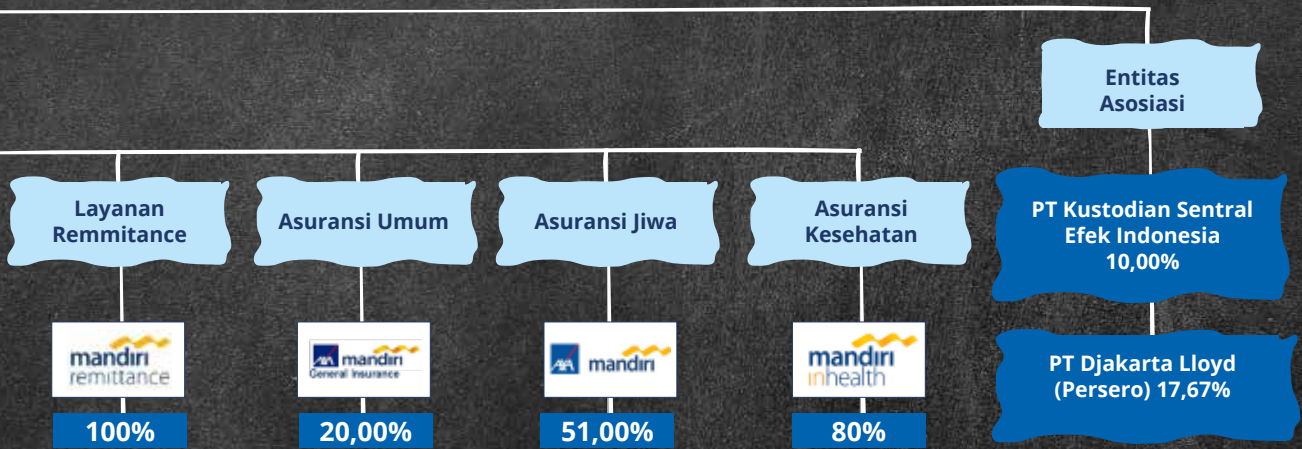 Entitas
Asosiasi
Layanan
Remmitance
Asuransi Umum
Asuransi Jiwa
Asuransi
Kesehatan
PT Kustodian Sentral
Efek Indonesia
10,00%
mandiri
remittance
AXA mandiri
General Insurance
AXA mandiri
mandiri
inhealth
PT Djakarta Lloyd
(Persero) 17,67%
100%
20,00%
51,00%
80%